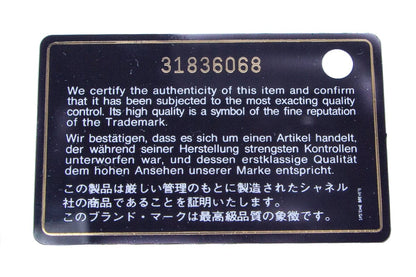 31836068
We certify the authenticity of this item and confirm
that it has been subjected to the most exacting quality
control. Its high quality is a symbol of the fine reputation
of the Trademark.
Wir bestätigen, dass es sich um einen Artikel handelt,
der während seiner Herstellung strengsten Kontrollen
unterworfen war, und dessen erstklassige Qualität
dem hohen Ansehen unserer Marke entspricht.
この製品は厳しい管理のもとに製造されたシャネル
社の商品であることを証明いたします。
このブランド・マークは最高級品質の象徴です。